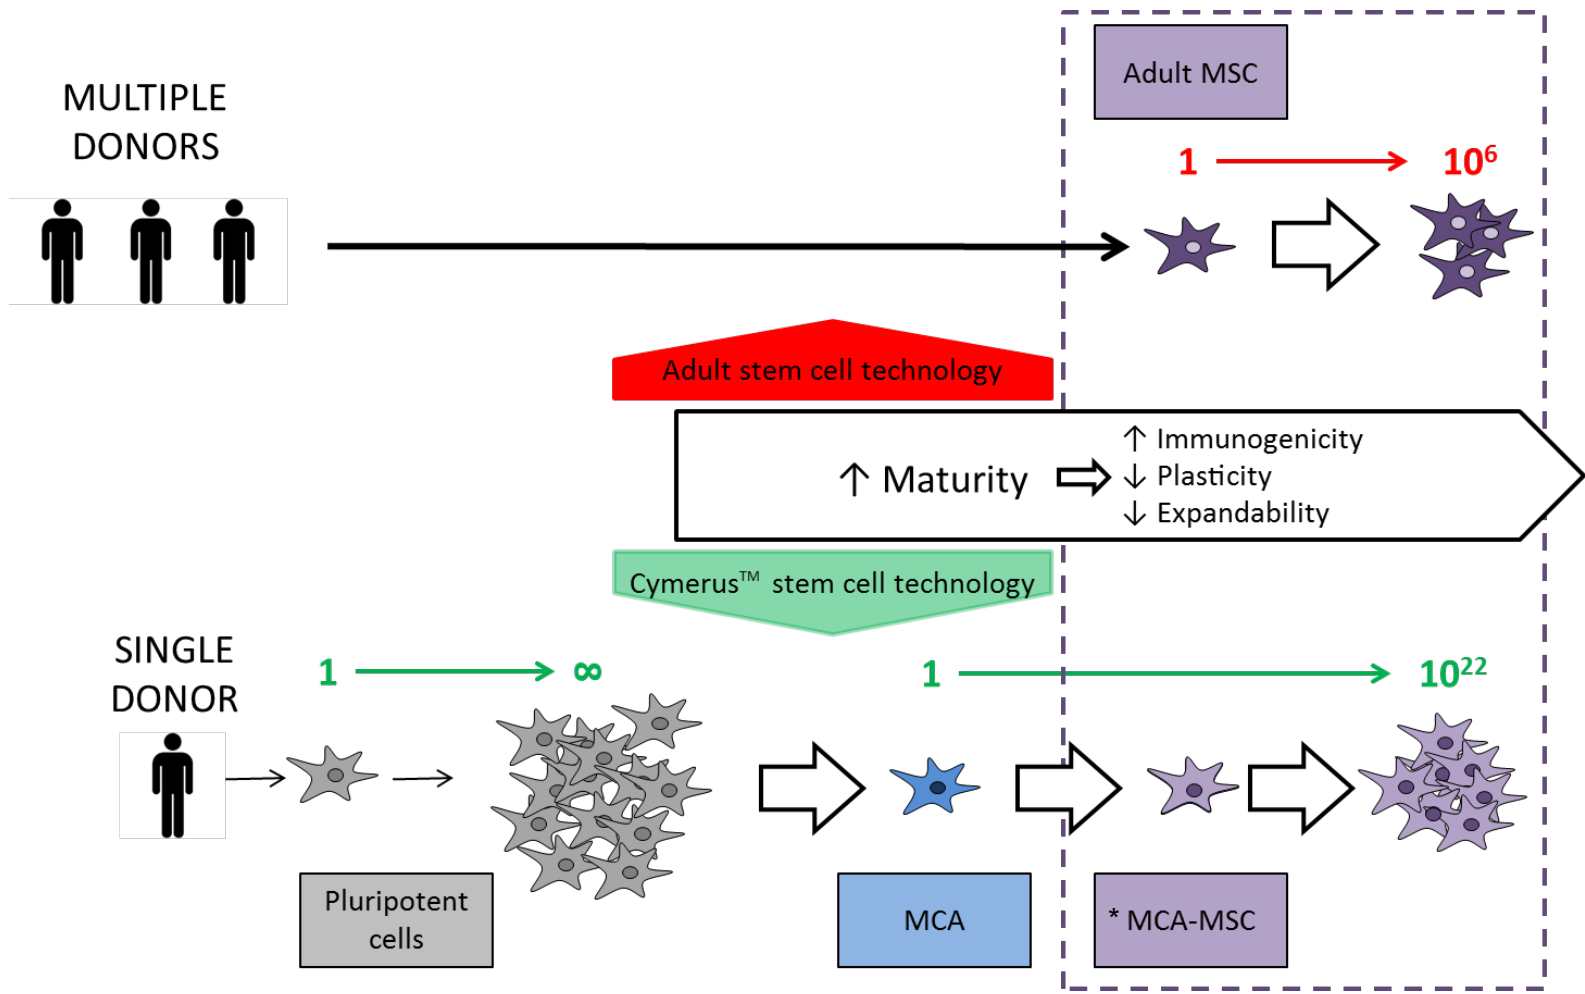 Adult MSC
MULTIPLE
DONORS
1
10⁶
Adult stem cell technology
↑ Maturity
↑ Immunogenicity
↓ Plasticity
↓ Expandability
Cymerus™ stem cell technology
SINGLE
DONOR
1
∞
1
10²²
Pluripotent
cells
MCA
* MCA-MSC